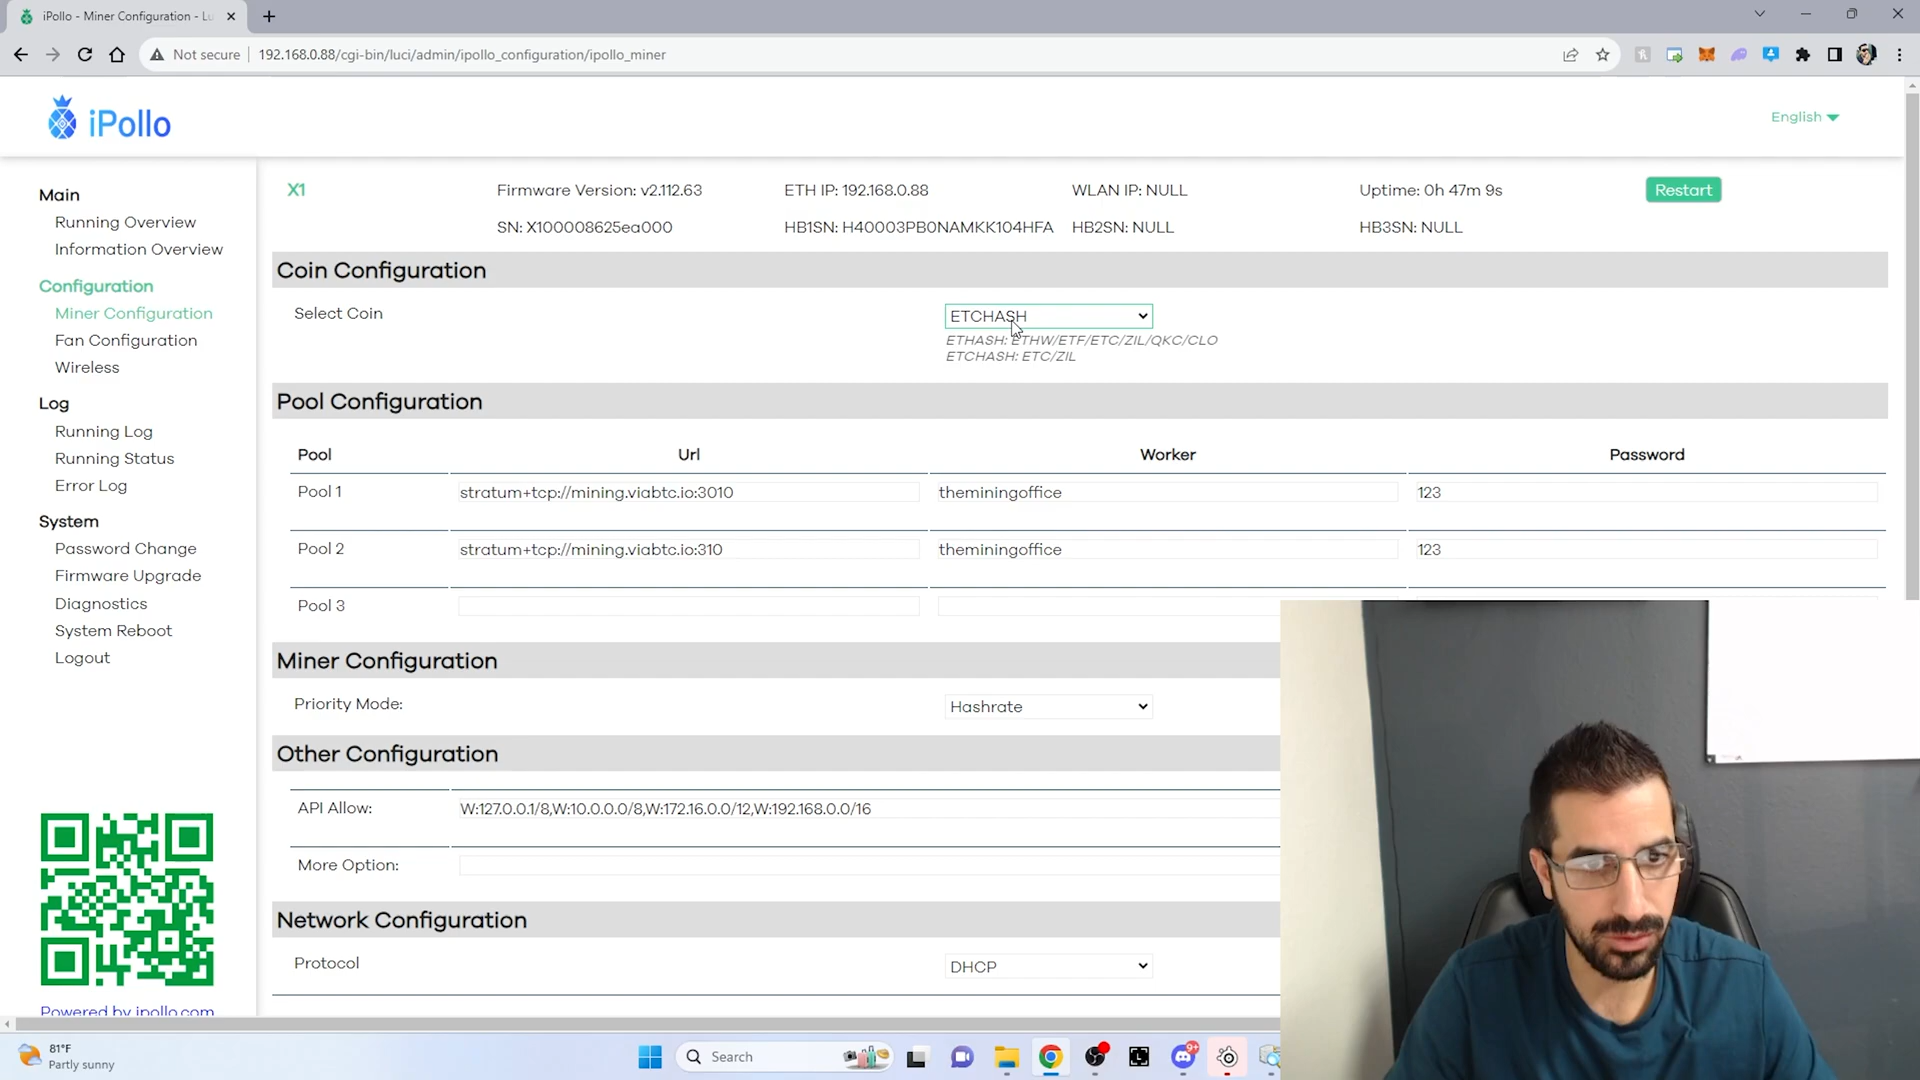 iPollo - Miner Configuration - Lu
Not secure
192.168.0.88/cgi-bin/luci/admin/ipollo_configuration/ipollo_miner
iPollo
English
Main
Running Overview
Information Overview
Configuration
Miner Configuration
Fan Configuration
Wireless
Log
Running Log
Running Status
Error Log
System
Password Change
Firmware Upgrade
Diagnostics
System Reboot
Logout
Powered by ipollo.com
X1 Firmware Version: v2.112.63 ETH IP: 192.168.0.88 WLAN IP: NULL Uptime: 0h 47m 9s Restart
SN: X100008625ea000 HB1SN: H40003PB0NAMKK104HFA HB2SN: NULL HB3SN: NULL
Coin Configuration
Select Coin ETCHASH
ETHASH: ETHW/ETF/ETC/ZIL/QKC/CLO
ETCHASH: ETC/ZIL
Pool Configuration
Pool Url Worker Password
Pool 1 stratum+tcp://mining.viabtc.io:3010 theminingoffice 123
Pool 2 stratum+tcp://mining.viabtc.io:310 theminingoffice 123
Pool 3
Miner Configuration
Priority Mode: Hashrate
Other Configuration
API Allow: W:127.0.0.1/8,W:10.0.0.0/8,W:172.16.0.0/12,W:192.168.0.0/16
More Option:
Network Configuration
Protocol DHCP
81°F
Partly sunny
Search
9+